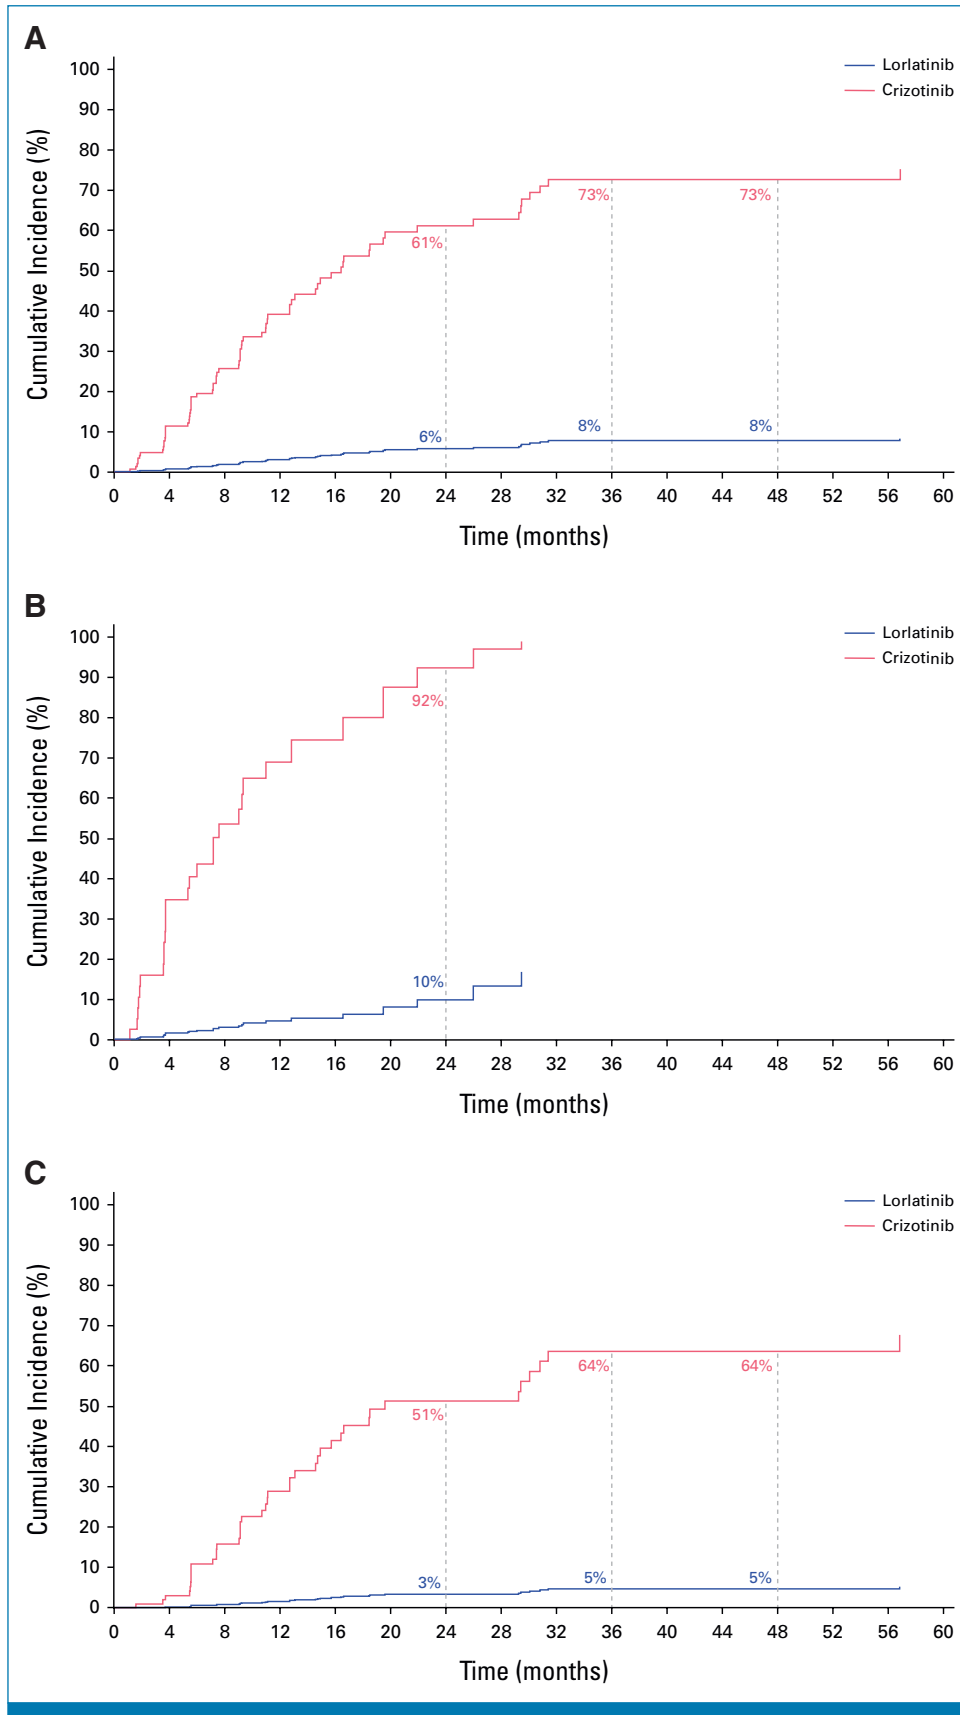 A
Lorlatinib
Crizotinib
Cumulative Incidence (%)
100
90
80
70
60
50
40
30
20
10
0
61%
73%
73%
6%
8%
8%
0 4 8 12 16 20 24 28 32 36 40 44 48 52 56 60
Time (months)
B
Lorlatinib
Crizotinib
Cumulative Incidence (%)
100
90
80
70
60
50
40
30
20
10
0
92%
10%
0 4 8 12 16 20 24 28 32 36 40 44 48 52 56 60
Time (months)
C
Lorlatinib
Crizotinib
Cumulative Incidence (%)
100
90
80
70
60
50
40
30
20
10
0
51%
64%
64%
3%
5%
5%
0 4 8 12 16 20 24 28 32 36 40 44 48 52 56 60
Time (months)